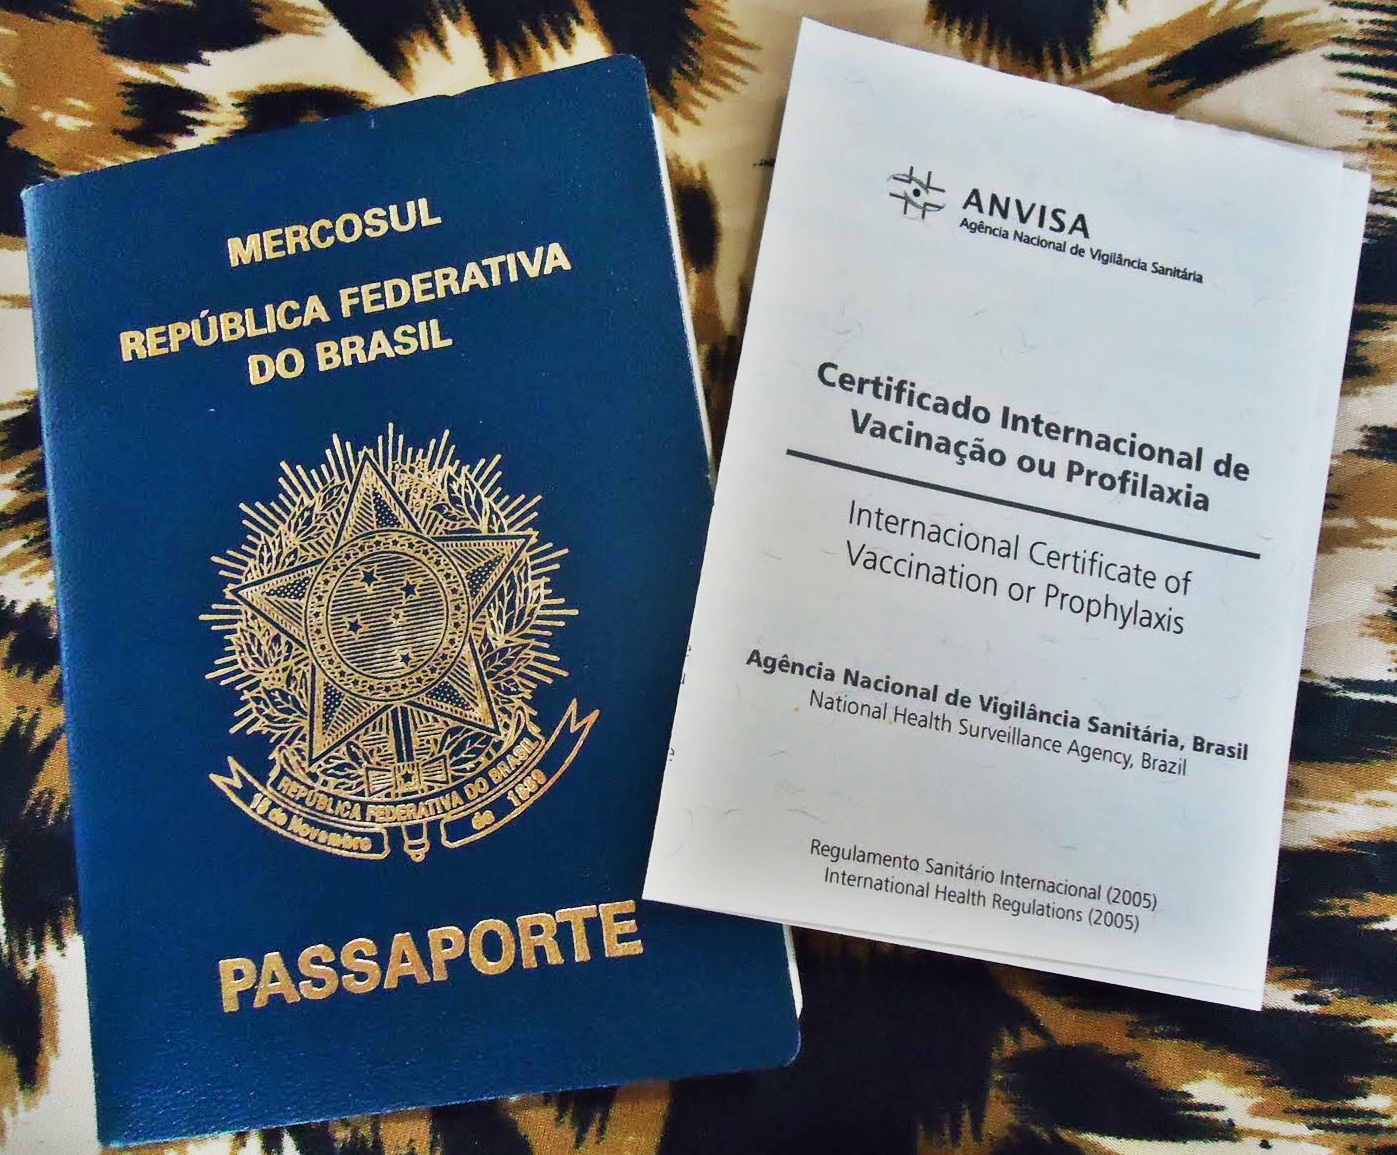 MERCOSUL
REPÚBLICA FEDERATIVA
DO BRASIL
REPÚBLICA FEDERATIVA DO BRASIL
15 de Novembro
de 1889
PASSAPORTE
ANVISA
Agência Nacional de Vigilância Sanitária
Certificado Internacional de
Vacinação ou Profilaxia
Internacional Certificate of
Vaccination or Prophylaxis
Agência Nacional de Vigilância Sanitária, Brasil
National Health Surveillance Agency, Brazil
Regulamento Sanitário Internacional (2005)
International Health Regulations (2005)